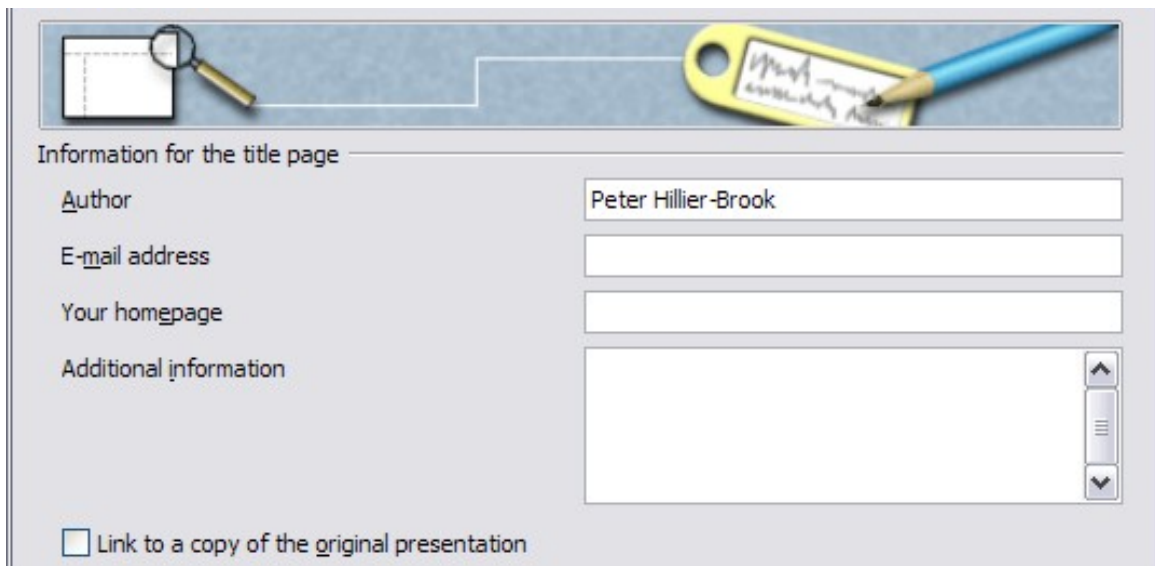 Information for the title page
Author Peter Hillier-Brook
E-mail address
Your homepage
Additional information
Link to a copy of the original presentation